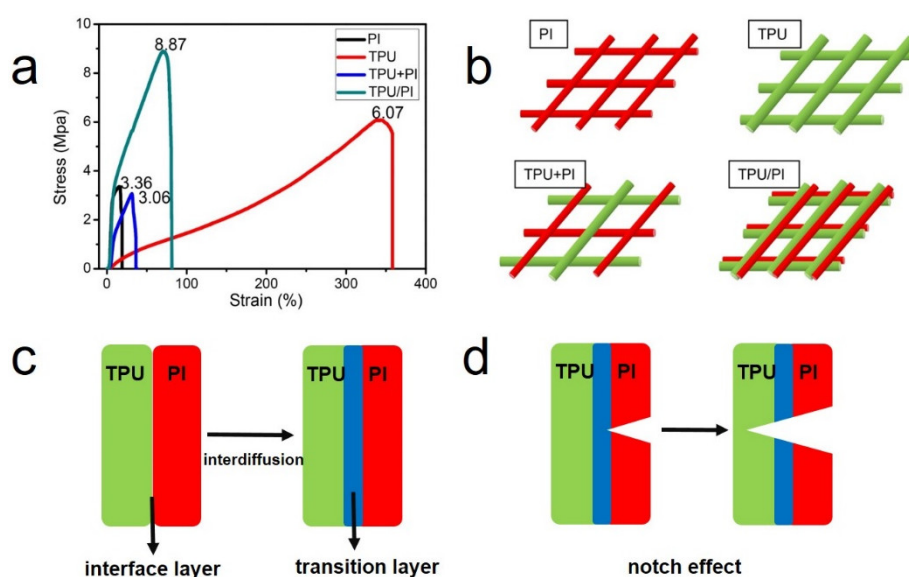 a
10
8
6
4
2
0
Stress (Mpa)
0
100
200
300
400
Strain (%)
8.87
6.07
3.36
3.06
PI
TPU
TPU+PI
TPU/PI
b
PI
TPU
TPU+PI
TPU/PI
c
TPU PI
interdiffusion
TPU PI
interface layer
transition layer
d
TPU PI
TPU PI
notch effect